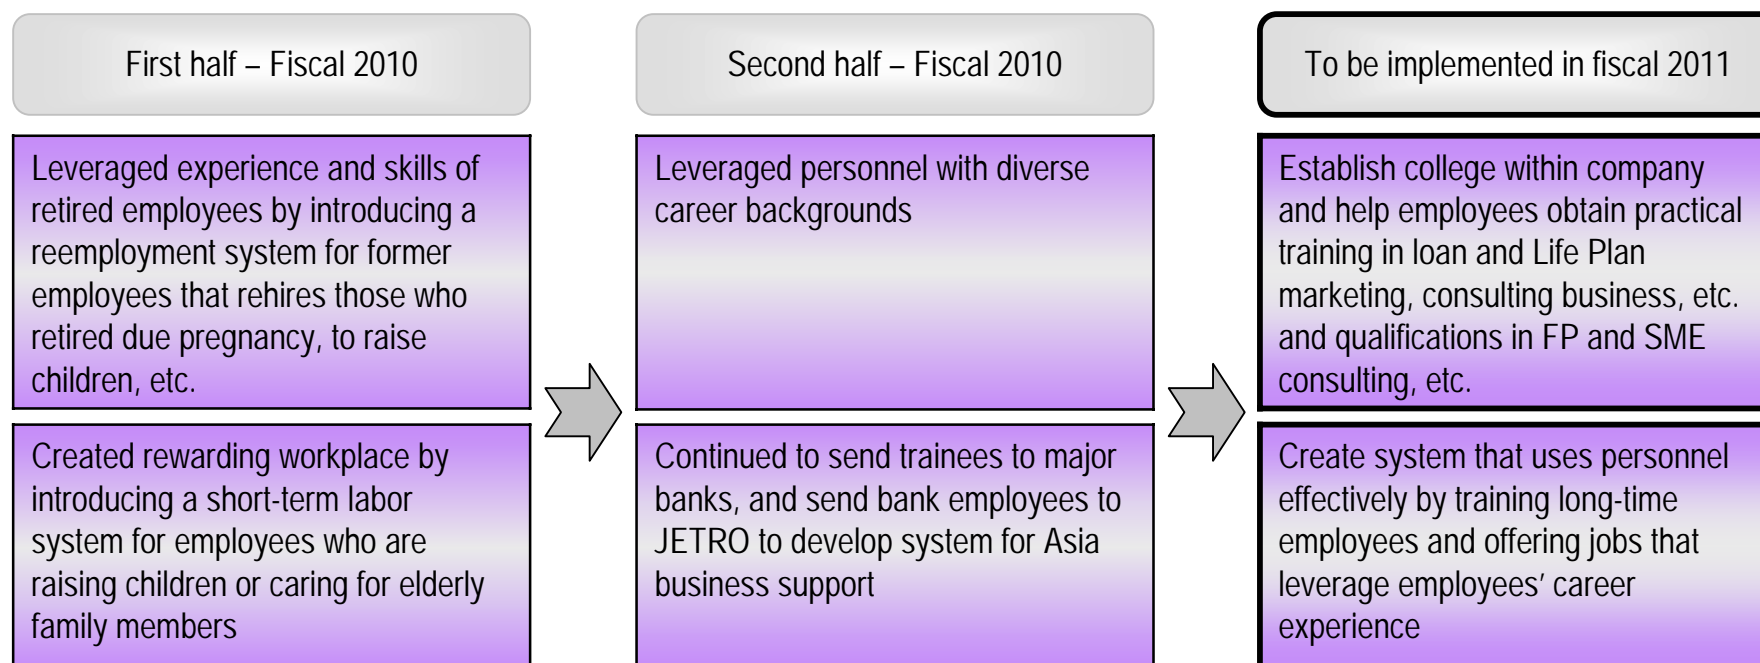 First half – Fiscal 2010
Second half – Fiscal 2010
To be implemented in fiscal 2011
Leveraged experience and skills of
retired employees by introducing a
reemployment system for former
employees that rehires those who
retired due pregnancy, to raise
children, etc.
Leveraged personnel with diverse
career backgrounds
Establish college within company
and help employees obtain practical
training in loan and Life Plan
marketing, consulting business, etc.
and qualifications in FP and SME
consulting, etc.
Created rewarding workplace by
introducing a short-term labor
system for employees who are
raising children or caring for elderly
family members
Continued to send trainees to major
banks, and send bank employees to
JETRO to develop system for Asia
business support
Create system that uses personnel
effectively by training long-time
employees and offering jobs that
leverage employees’ career
experience